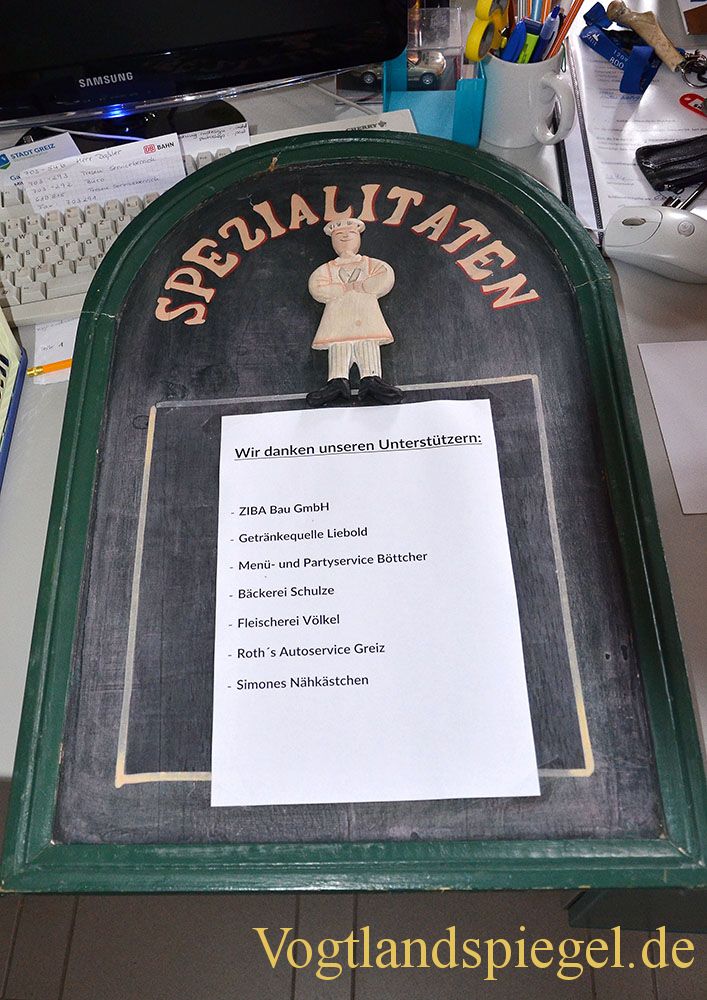 SAMSUNG
STADT GREIZ
DB BAHN
CHERRY
SPEZIALITATEN
Wir danken unseren Unterstützern:
- ZIBA Bau GmbH
- Getränkequelle Liebold
- Menü- und Partyservice Böttcher
- Bäckerei Schulze
- Fleischerei Völkel
- Roth´s Autoservice Greiz
- Simones Nähkästchen
Vogtlandspiegel.de